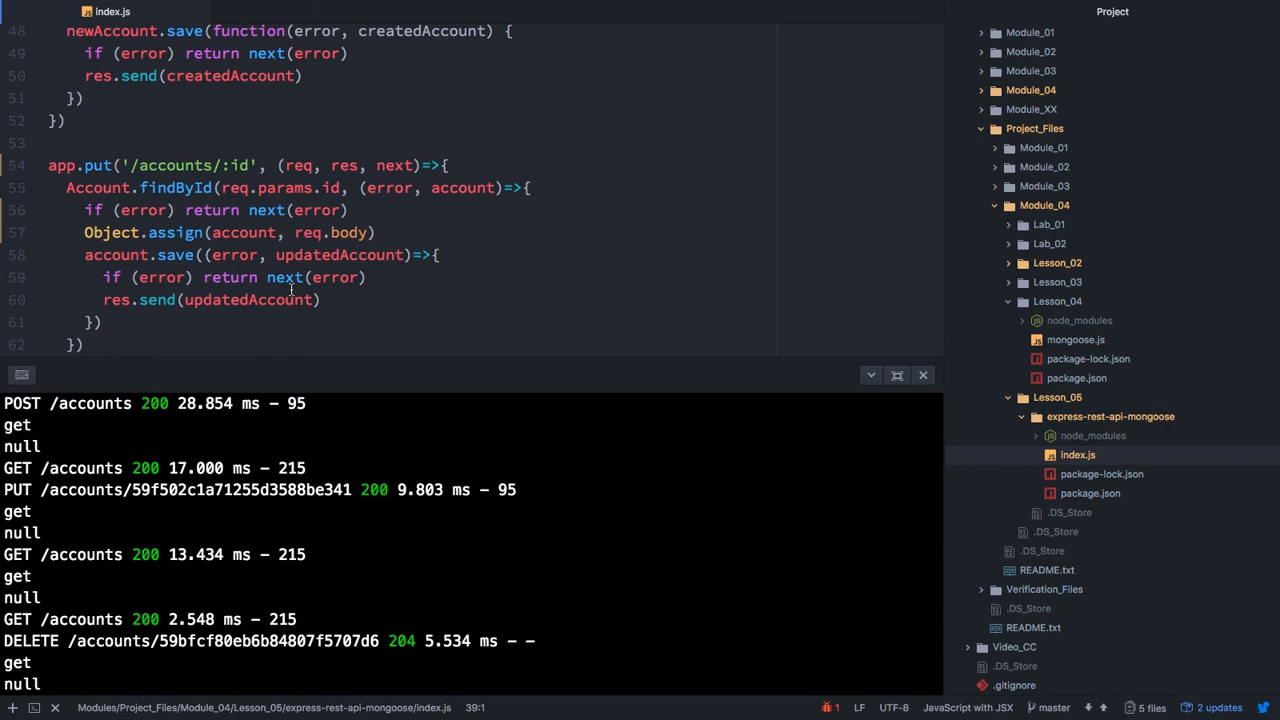 index.js
48 newAccount.save(function(error, createdAccount) {
49 if (error) return next(error)
50 res.send(createdAccount)
51 })
52 })
53
54 app.put('/accounts/:id', (req, res, next)=>{
55 Account.findById(req.params.id, (error, account)=>{
56 if (error) return next(error)
57 Object.assign(account, req.body)
58 account.save((error, updatedAccount)=>{
59 if (error) return next(error)
60 res.send(updatedAccount)
61 })
62 })
POST /accounts 200 28.854 ms - 95
get
null
GET /accounts 200 17.000 ms - 215
PUT /accounts/59f502c1a71255d3588be341 200 9.803 ms - 95
get
null
GET /accounts 200 13.434 ms - 215
get
null
GET /accounts 200 2.548 ms - 215
DELETE /accounts/59bfcf80eb6b84807f5707d6 204 5.534 ms - -
get
null
Project
Module_01
Module_02
Module_03
Module_04
Module_XX
Project_Files
Module_01
Module_02
Module_03
Module_04
Lab_01
Lab_02
Lesson_02
Lesson_03
Lesson_04
node_modules
mongoose.js
package-lock.json
package.json
Lesson_05
express-rest-api-mongoose
node_modules
index.js
package-lock.json
package.json
.DS_Store
.DS_Store
.DS_Store
README.txt
Verification_Files
.DS_Store
README.txt
Video_CC
.DS_Store
.gitignore
Modules/Project_Files/Module_04/Lesson_05/express-rest-api-mongoose/index.js 39:1 1 LF UTF-8 JavaScript with JSX master 5 files 2 updates